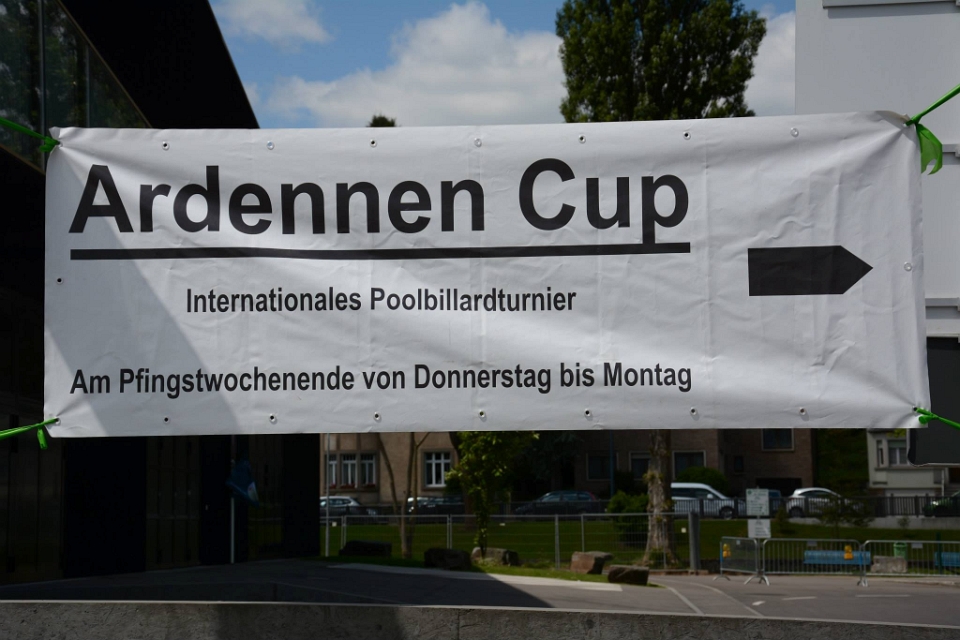 Ardennen Cup
Internationales Poolbillardturnier
Am Pfingstwochenende von Donnerstag bis Montag